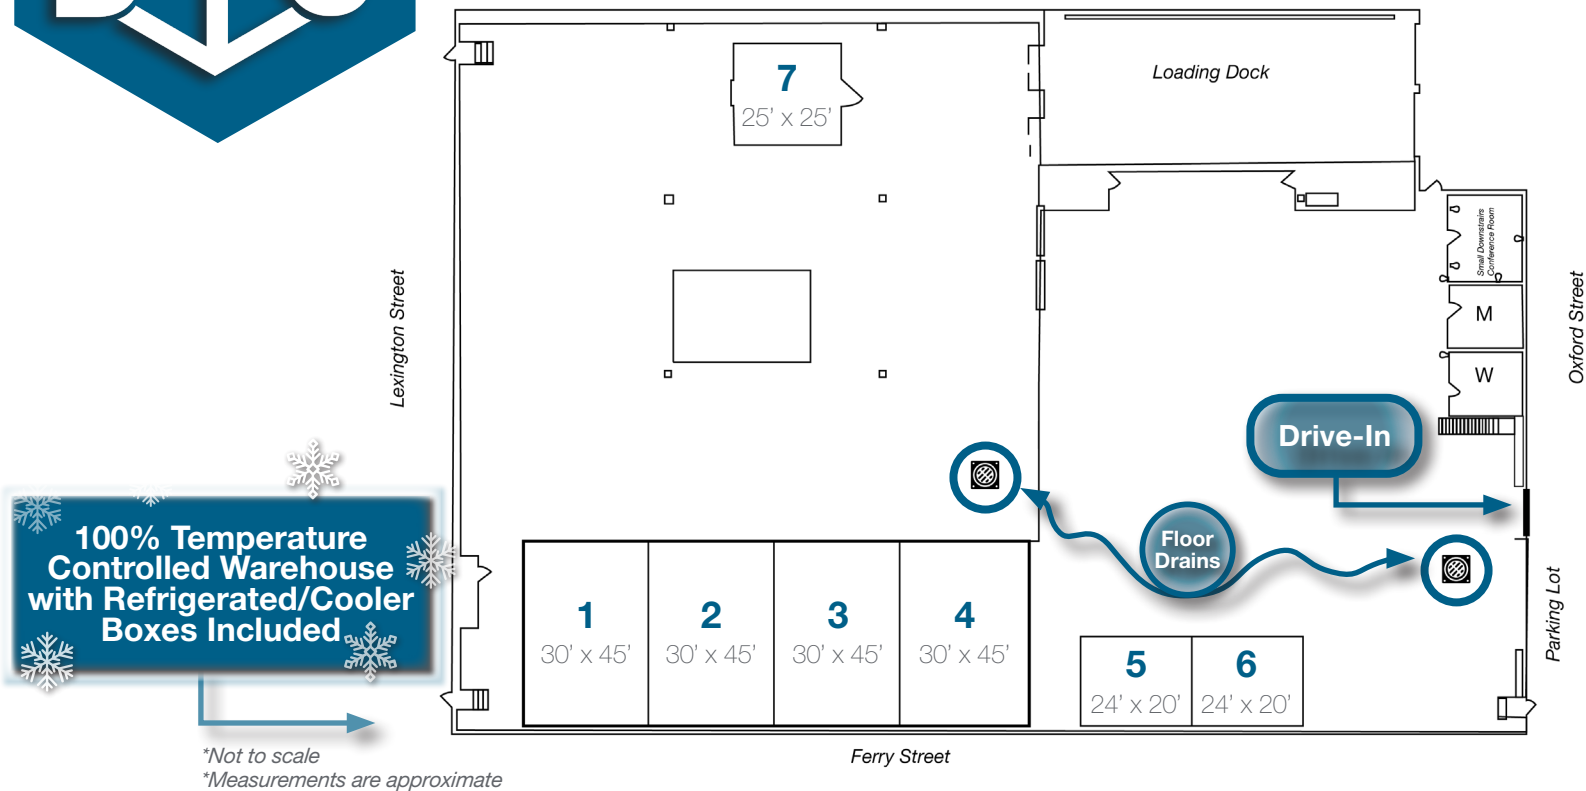 Loading Dock
7
25' x 25'
Small Downstairs
Conference Room
M
W
Lexington Street
Oxford Street
Drive-In
100% Temperature
Controlled Warehouse
with Refrigerated/Cooler
Boxes Included
Floor
Drains
1
30' x 45'
2
30' x 45'
3
30' x 45'
4
30' x 45'
5
24' x 20'
6
24' x 20'
Parking Lot
Ferry Street
*Not to scale
*Measurements are approximate